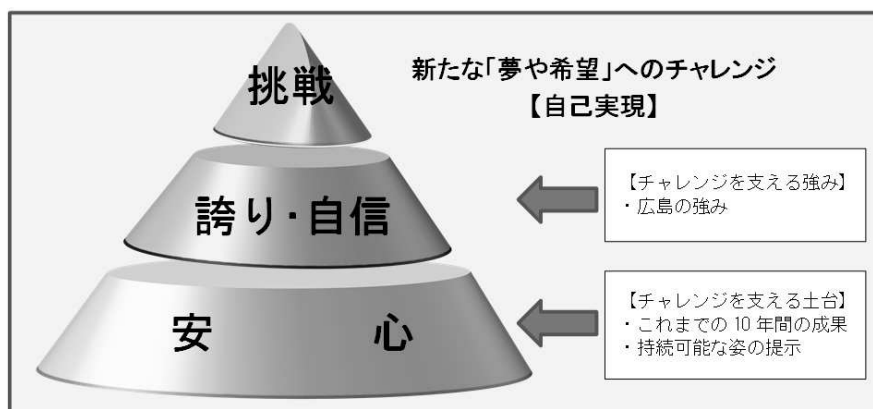 挑戦
新たな「夢や希望」へのチャレンジ
【自己実現】
誇り・自信
【チャレンジを支える強み】
・広島の強み
安　心
【チャレンジを支える土台】
・これまでの 10 年間の成果
・持続可能な姿の提示